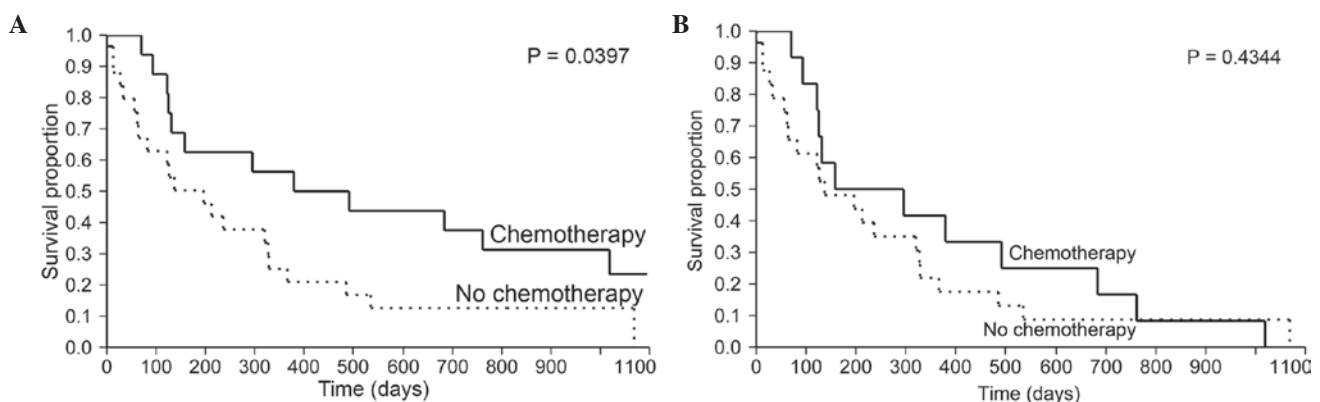 A
Survival proportion
1.0
0.9
0.8
0.7
0.6
0.5
0.4
0.3
0.2
0.1
0.0
P = 0.0397
Chemotherapy
No chemotherapy
0 100 200 300 400 500 600 700 800 900 1100
Time (days)
B
Survival proportion
1.0
0.9
0.8
0.7
0.6
0.5
0.4
0.3
0.2
0.1
0.0
P = 0.4344
Chemotherapy
No chemotherapy
0 100 200 300 400 500 600 700 800 900 1100
Time (days)